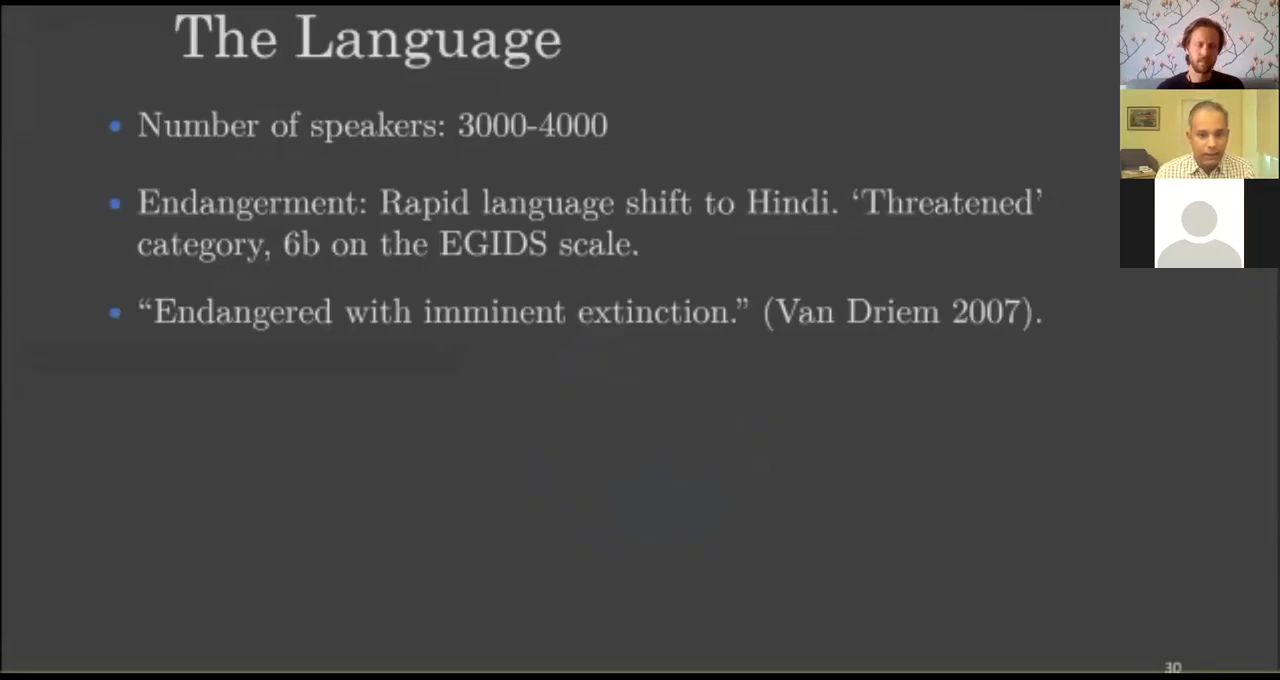 The Language
• Number of speakers: 3000-4000
• Endangerment: Rapid language shift to Hindi. ‘Threatened’
category, 6b on the EGIDS scale.
• “Endangered with imminent extinction.” (Van Driem 2007).
30